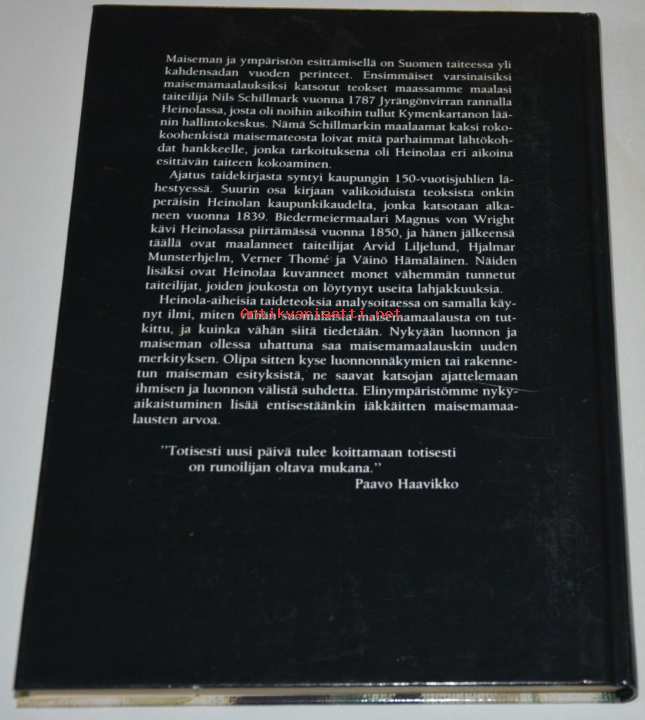 Maiseman ja ympäristön esittämisellä on Suomen taiteessa yli
kahdensadan vuoden perinteet. Ensimmäiset varsinaisiksi
maisemamaalauksiksi katsotut teokset maassamme maalasi
taiteilija Nils Schillmark vuonna 1787 Jyrängönvirran rannalla
Heinolassa, josta oli noihin aikoihin tullut Kymenkartanon lää-
nin hallintokeskus. Nämä Schillmarkin maalaamat kaksi roko-
koohenkistä maisemateosta loivat mitä parhaimmat lähtökoh-
dat hankkeelle, jonka tarkoituksena oli Heinolaa eri aikoina
esittävän taiteen kokoaminen.
Ajatus taidekirjasta syntyi kaupungin 150-vuotisjuhlien lä-
hestyessä. Suurin osa kirjaan valikoiduista teoksista onkin
peräisin Heinolan kaupunkikaudelta, jonka katsotaan alka-
neen vuonna 1839. Biedermeiermaalari Magnus von Wright
kävi Heinolassa piirtämässä vuonna 1850, ja hänen jälkeensä
täällä ovat maalanneet taiteilijat Arvid Liljelund, Hjalmar
Munsterhjelm, Verner Thomé ja Väinö Hämäläinen. Näiden
lisäksi ovat Heinolaa kuvanneet monet vähemmän tunnetut
taiteilijat, joiden joukosta on löytynyt useita lahjakkuuksia.
Heinola-aiheisia taideteoksia analysoitaessa on samalla käy-
nyt ilmi, miten vähän suomalaista maisemamaalausta on tut-
Antikvariaatti.net
kittu, ja kuinka vähän siitä tiedetään. Nykyään luonnon ja
maiseman ollessa uhattuna saa maisemamaalauskin uuden
merkityksen. Olipa sitten kyse luonnonnäkymien tai rakenne-
tun maiseman esityksistä, ne saavat katsojan ajattelemaan
ihmisen ja luonnon välistä suhdetta. Elinympäristömme nyky-
aikaistuminen lisää entisestäänkin iäkkäitten maisemamaa-
lausten arvoa.
"Totisesti uusi päivä tulee koittamaan totisesti
on runoilijan oltava mukana."
Paavo Haavikko